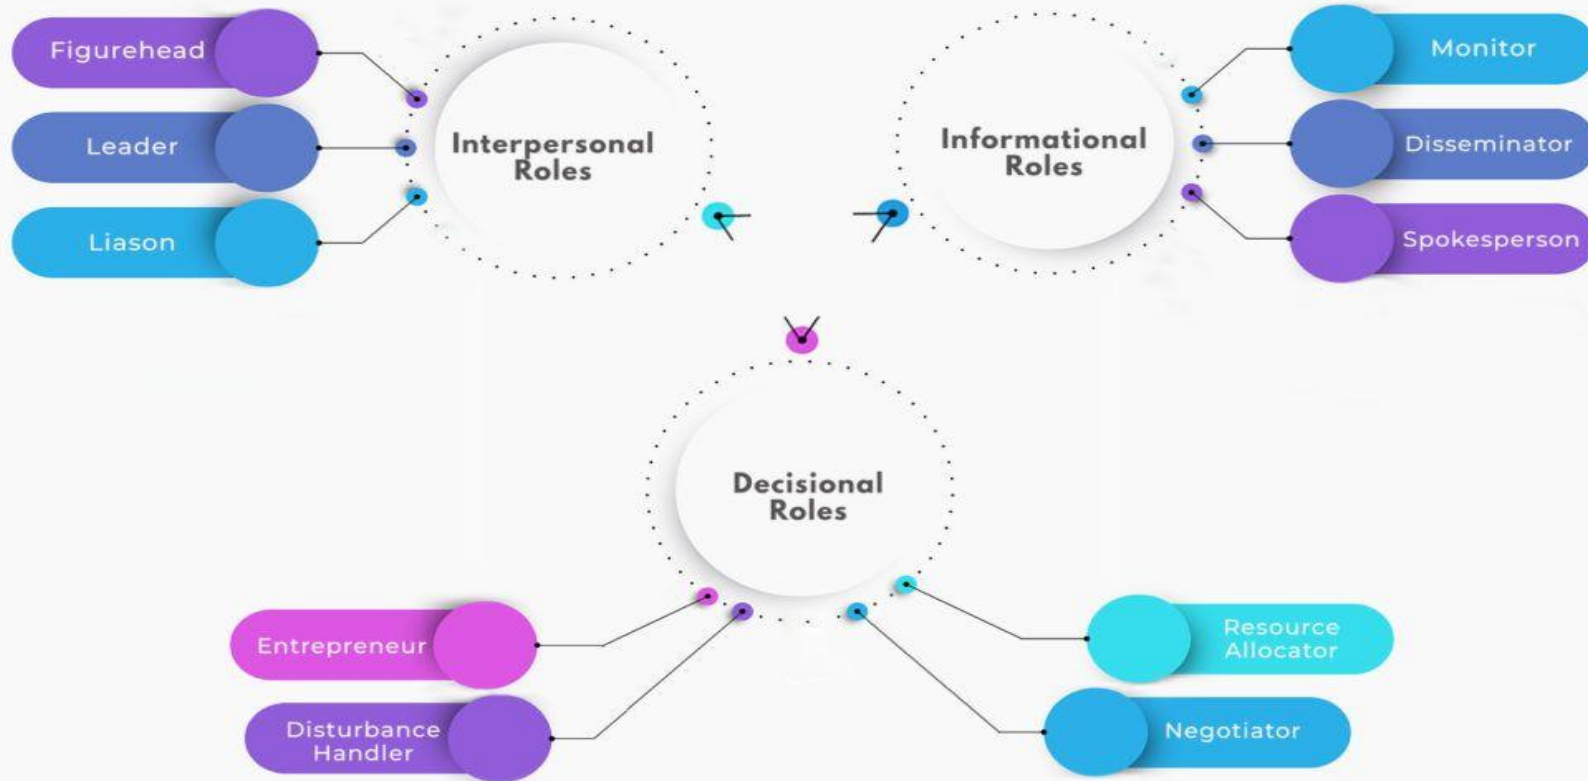 Figurehead
Leader
Liason
Interpersonal
Roles
Informational
Roles
Monitor
Disseminator
Spokesperson
Decisional
Roles
Entrepreneur
Disturbance
Handler
Resource
Allocator
Negotiator